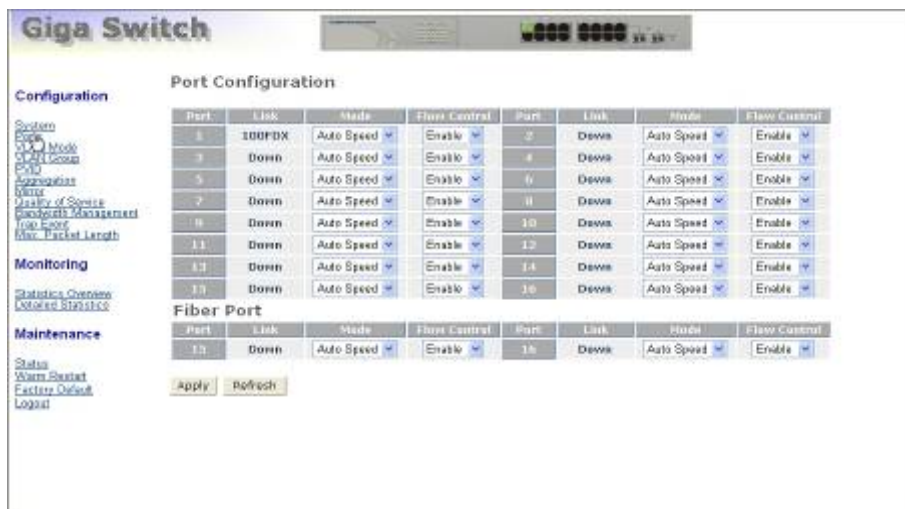 Giga Switch
Port Configuration
Configuration
Port Link Mode Flow Control Port Link Mode Flow Control
1 100FDX Auto Speed Enable 2 Down Auto Speed Enable
3 Down Auto Speed Enable 4 Down Auto Speed Enable
5 Down Auto Speed Enable 6 Down Auto Speed Enable
7 Down Auto Speed Enable 8 Down Auto Speed Enable
9 Down Auto Speed Enable 10 Down Auto Speed Enable
11 Down Auto Speed Enable 12 Down Auto Speed Enable
13 Down Auto Speed Enable 14 Down Auto Speed Enable
15 Down Auto Speed Enable 16 Down Auto Speed Enable
Fiber Port
Port Link Mode Flow Control Port Link Mode Flow Control
15 Down Auto Speed Enable 16 Down Auto Speed Enable
Apply Refresh
System
Mode
VLAN Group
PVID
Aggregation
Mirror
Quality of Service
Bandwidth Management
Trap Event
Max. Packet Length
Monitoring
Statistics Overview
Detailed Statistics
Maintenance
Status
Warm Restart
Factory Default
Logout